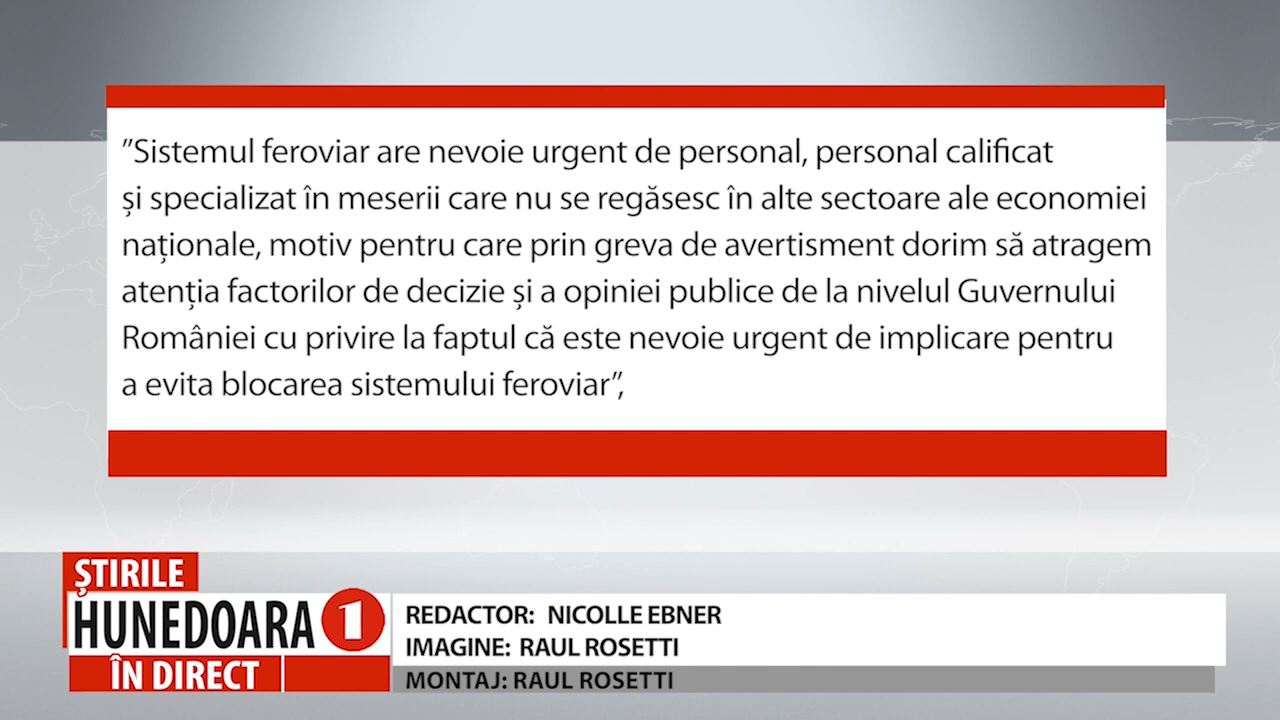 ”Sistemul feroviar are nevoie urgent de personal, personal calificat
și specializat în meserii care nu se regăsesc în alte sectoare ale economiei
naționale, motiv pentru care prin greva de avertisment dorim să atragem
atenția factorilor de decizie și a opiniei publice de la nivelul Guvernului
României cu privire la faptul că este nevoie urgent de implicare pentru
a evita blocarea sistemului feroviar”,
ȘTIRILE
HUNEDOARA 1
ÎN DIRECT
REDACTOR: NICOLLE EBNER
IMAGINE: RAUL ROSETTI
MONTAJ: RAUL ROSETTI